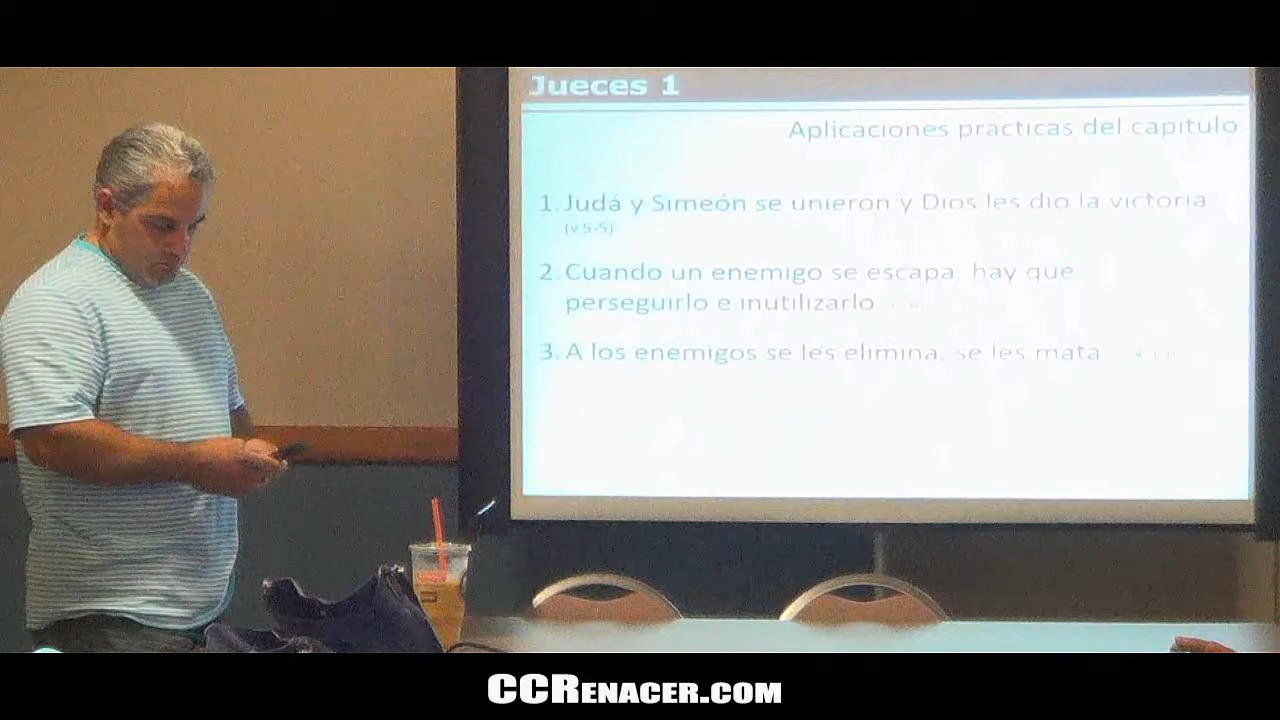 Jueces 1
Aplicaciones practicas del capitulo
1. Judá y Simeón se unieron y Dios les dio la victoria
2. Cuando un enemigo se escapa, hay que
perseguirlo e inutilizarlo
3. A los enemigos se les elimina, se les mata
CCRENACER.COM